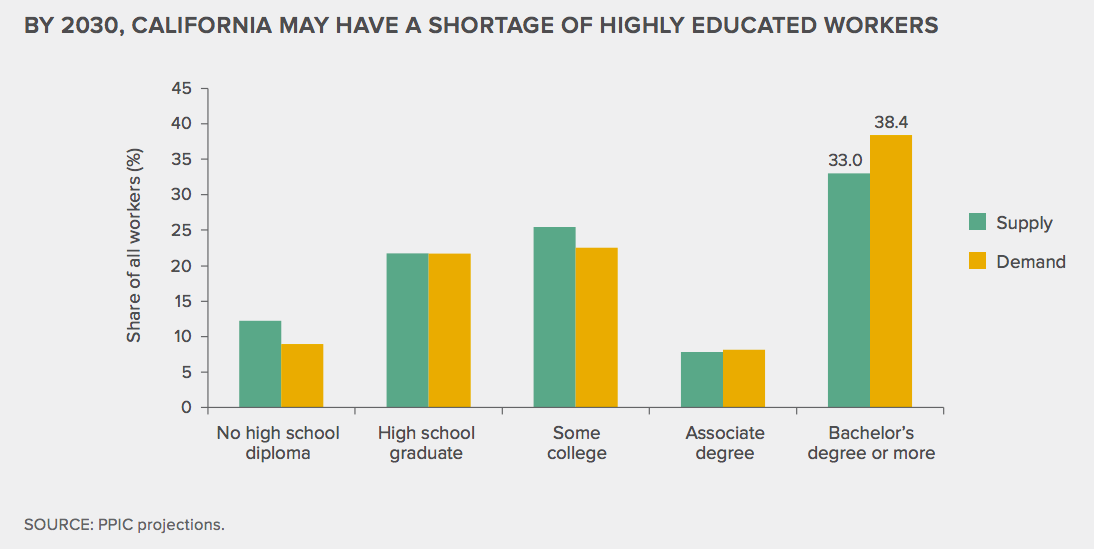 BY 2030, CALIFORNIA MAY HAVE A SHORTAGE OF HIGHLY EDUCATED WORKERS
Share of all workers (%)
45
40
35
30
25
20
15
10
5
0
38.4
33.0
No high school
diploma
High school
graduate
Some
college
Associate
degree
Bachelor’s
degree or more
Supply
Demand
SOURCE: PPIC projections.